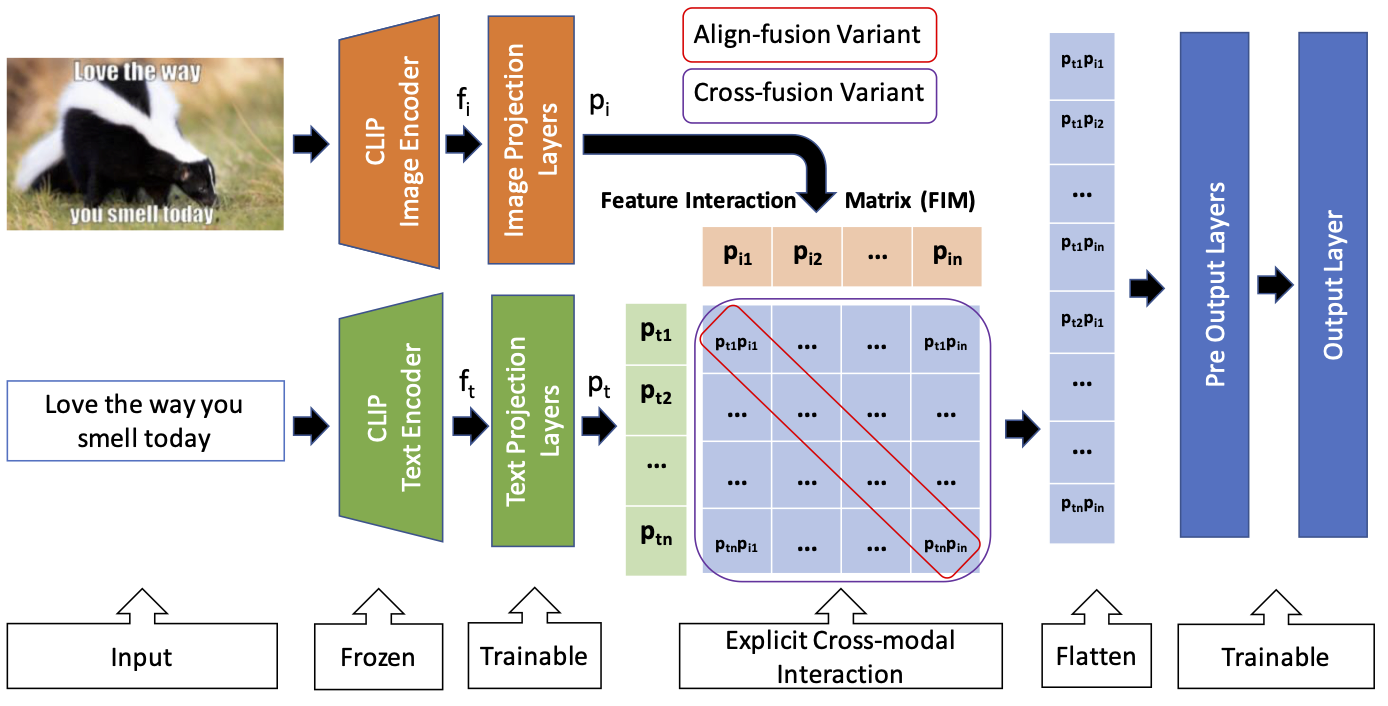 Align-fusion Variant
Cross-fusion Variant
Love the way
you smell today
CLIP
Image Encoder
fi
Image Projection
Layers
pi
Feature Interaction
Matrix (FIM)
pi1 pi2 ... pin
Love the way you
smell today
CLIP
Text Encoder
ft
Text Projection
Layers
pt
pt1
pt2
...
ptn
pt1pi1 ... ... pt1pin
... ... ... ...
... ... ... ...
ptnpi1 ... ... ptnpin
pt1pi1
pt1pi2
...
pt1pin
pt2pi1
...
...
ptnpin
Pre Output Layers
Output Layer
Input
Frozen
Trainable
Explicit Cross-modal
Interaction
Flatten
Trainable